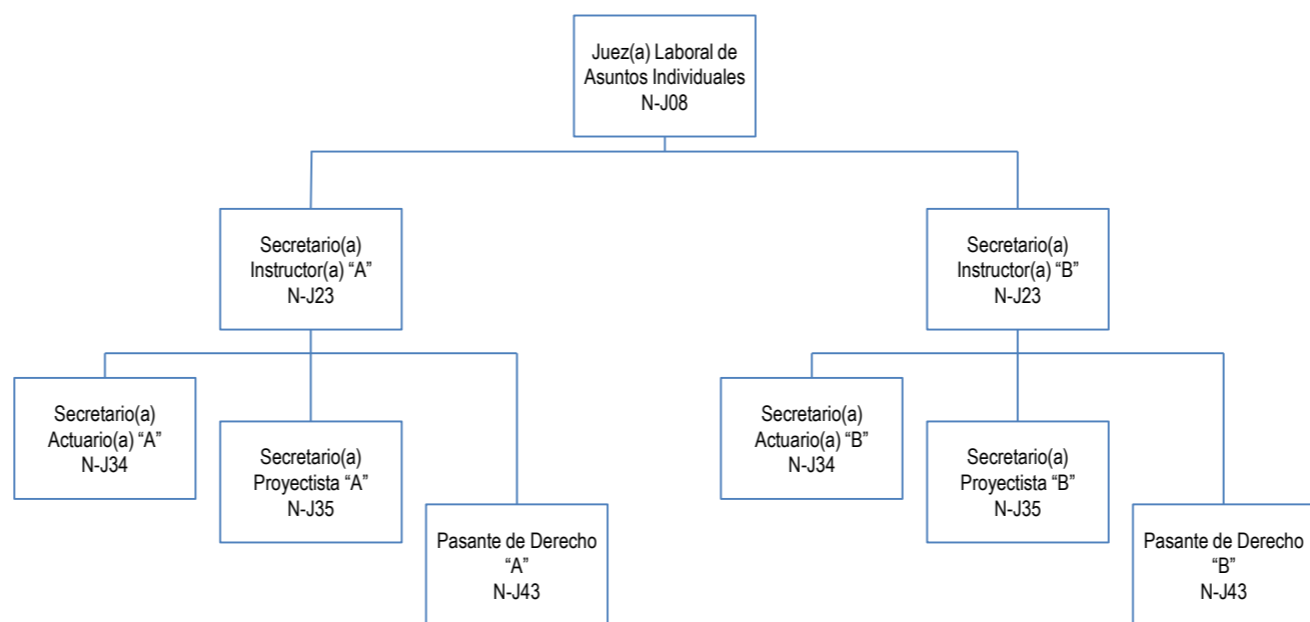 Juez(a) Laboral de
Asuntos Individuales
N-J08
Secretario(a)
Instructor(a) “A”
N-J23
Secretario(a)
Instructor(a) “B”
N-J23
Secretario(a)
Actuario(a) “A”
N-J34
Secretario(a)
Proyectista “A”
N-J35
Pasante de Derecho
“A”
N-J43
Secretario(a)
Actuario(a) “B”
N-J34
Secretario(a)
Proyectista “B”
N-J35
Pasante de Derecho
“B”
N-J43